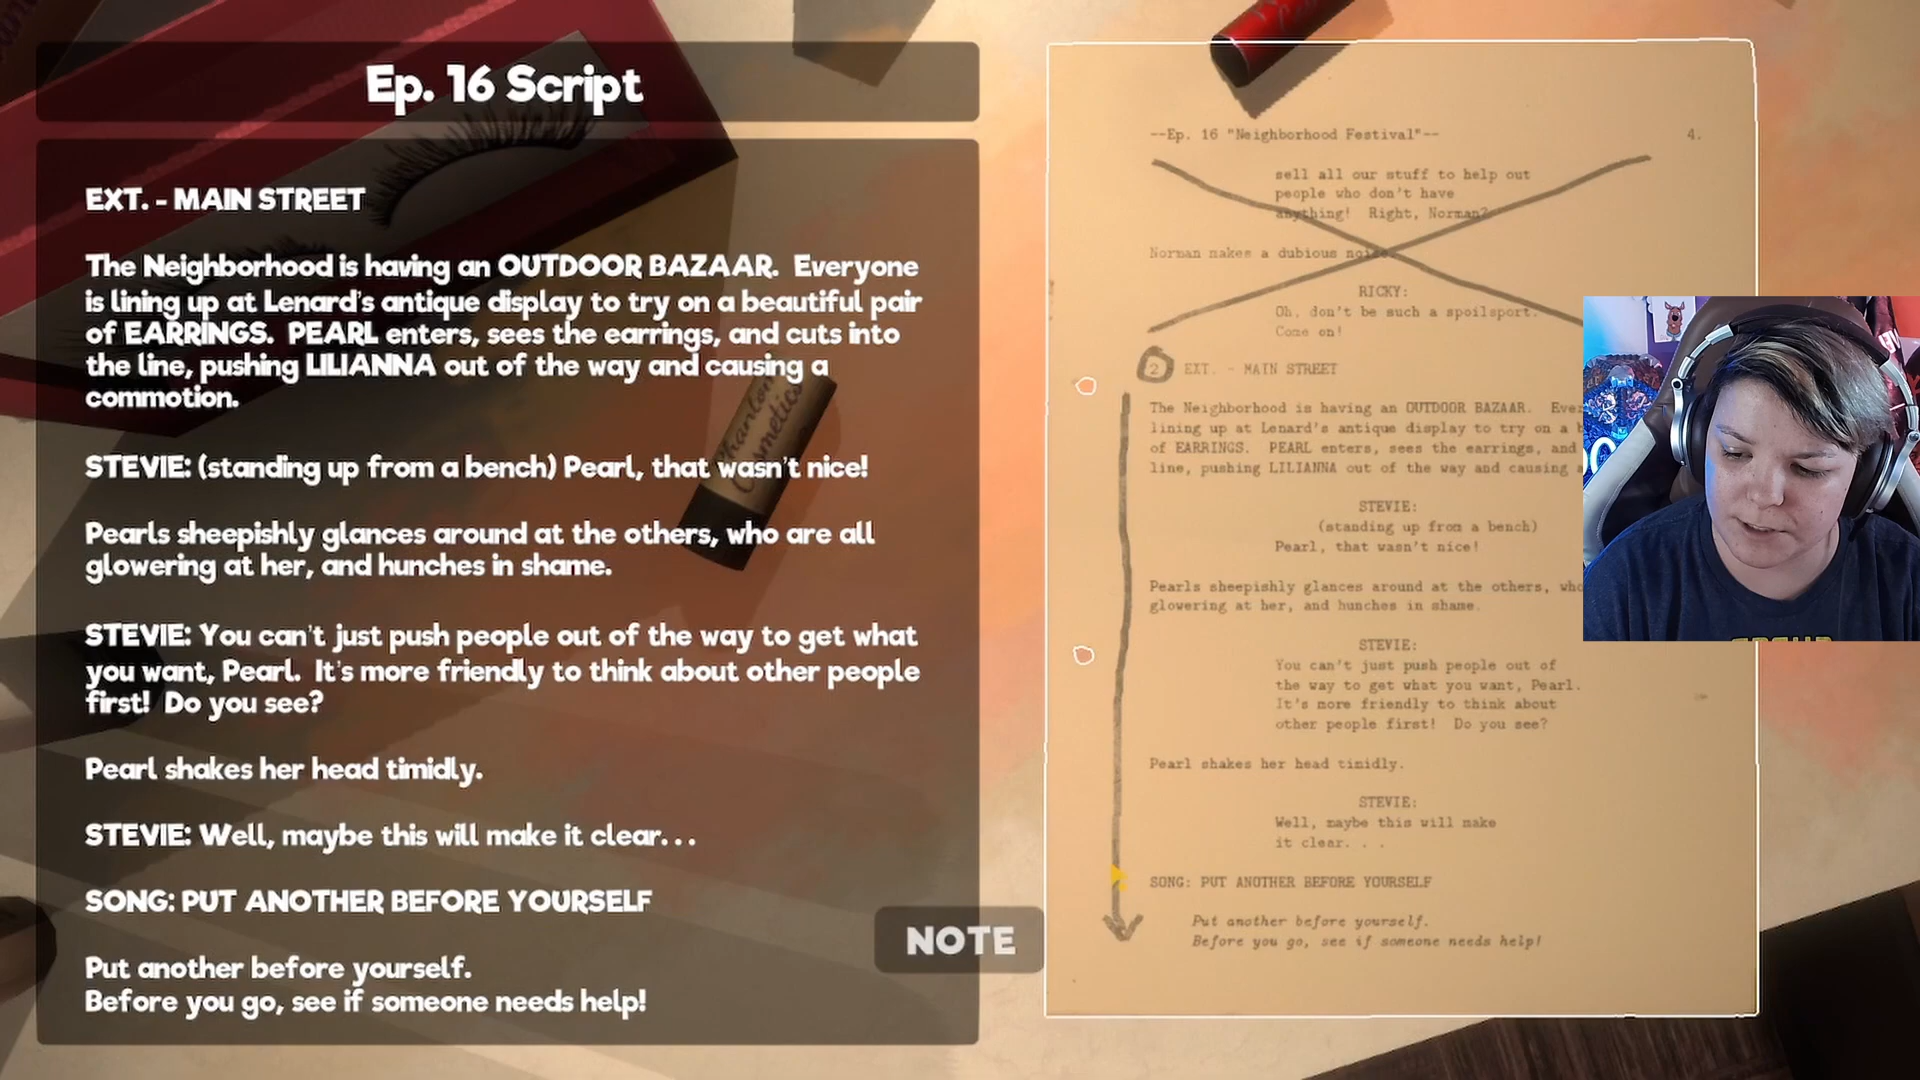 Ep. 16 Script
EXT. - MAIN STREET
The Neighborhood is having an OUTDOOR BAZAAR.  Everyone
is lining up at Lenard's antique display to try on a beautiful pair
of EARRINGS.  PEARL enters, sees the earrings, and cuts into
the line, pushing LILIANNA out of the way and causing a
commotion.
STEVIE: (standing up from a bench) Pearl, that wasn't nice!
Pearls sheepishly glances around at the others, who are all
glowering at her, and hunches in shame.
STEVIE: You can't just push people out of the way to get what
you want, Pearl.  It's more friendly to think about other people
first!  Do you see?
Pearl shakes her head timidly.
STEVIE: Well, maybe this will make it clear...
SONG: PUT ANOTHER BEFORE YOURSELF
Put another before yourself.
Before you go, see if someone needs help!
Cosmetics
NOTE
--Ep. 16 "Neighborhood Festival"-- 4.
sell all our stuff to help out
people who don't have
anything!  Right, Norman?
Norman makes a dubious noise.
RICKY:
Oh, don't be such a spoilsport.
Come on!
2 EXT. - MAIN STREET
The Neighborhood is having an OUTDOOR BAZAAR.
lining up at Lenard's antique display to try on a
of EARRINGS.  PEARL enters, sees the earrings, and
line, pushing LILIANNA out of the way and causing
STEVIE:
(standing up from a bench)
Pearl, that wasn't nice!
Pearls sheepishly glances around at the others, who
glowering at her, and hunches in shame.
STEVIE:
You can't just push people out of
the way to get what you want, Pearl.
It's more friendly to think about
other people first!  Do you see?
Pearl shakes her head timidly.
STEVIE:
Well, maybe this will make
it clear. . .
SONG: PUT ANOTHER BEFORE YOURSELF
Put another before yourself.
Before you go, see if someone needs help!